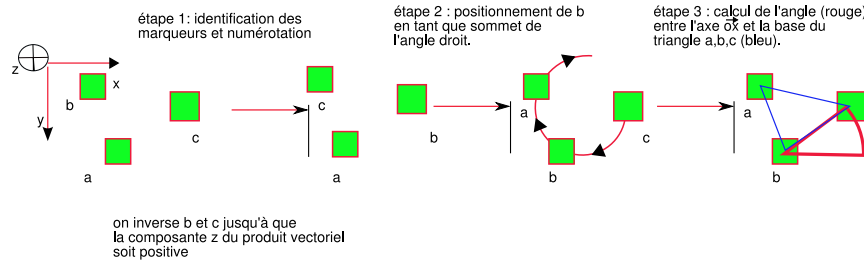 étape 1: identification des
marqueurs et numérotation
étape 2 : positionnement de b
en tant que sommet de
l'angle droit.
étape 3 : calcul de l'angle (rouge)
entre l'axe ox et la base du
triangle a,b,c (bleu).
z
x
y
b
c
a
c
b
a
a
c
b
a
b
on inverse b et c jusqu'à que
la composante z du produit vectoriel
soit positive